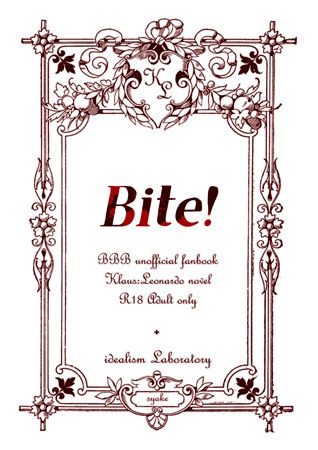 K
L
Bite!
BBB unofficial fanbook
Klaus:Leonardo novel
R18 Adult only
idealism Laboratory
syake